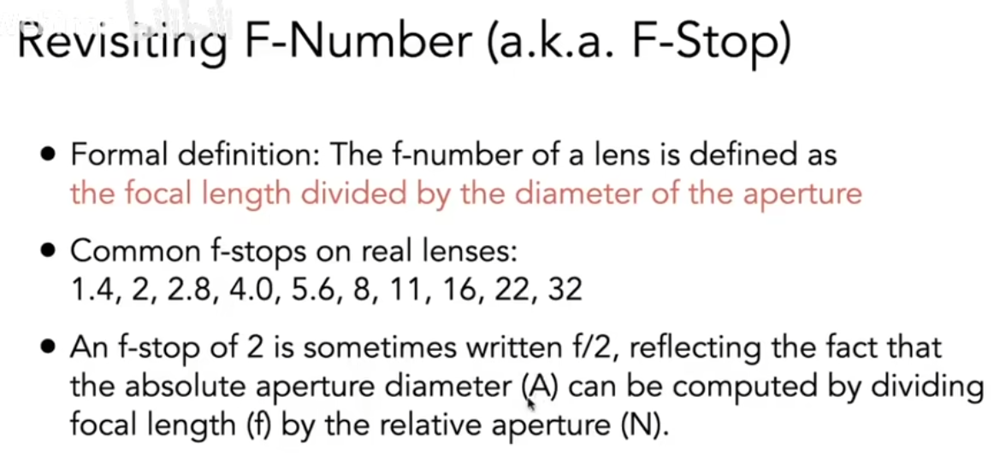 Revisiting F-Number (a.k.a. F-Stop)
• Formal definition: The f-number of a lens is defined as
the focal length divided by the diameter of the aperture
• Common f-stops on real lenses:
1.4, 2, 2.8, 4.0, 5.6, 8, 11, 16, 22, 32
• An f-stop of 2 is sometimes written f/2, reflecting the fact that
the absolute aperture diameter (A) can be computed by dividing
focal length (f) by the relative aperture (N).